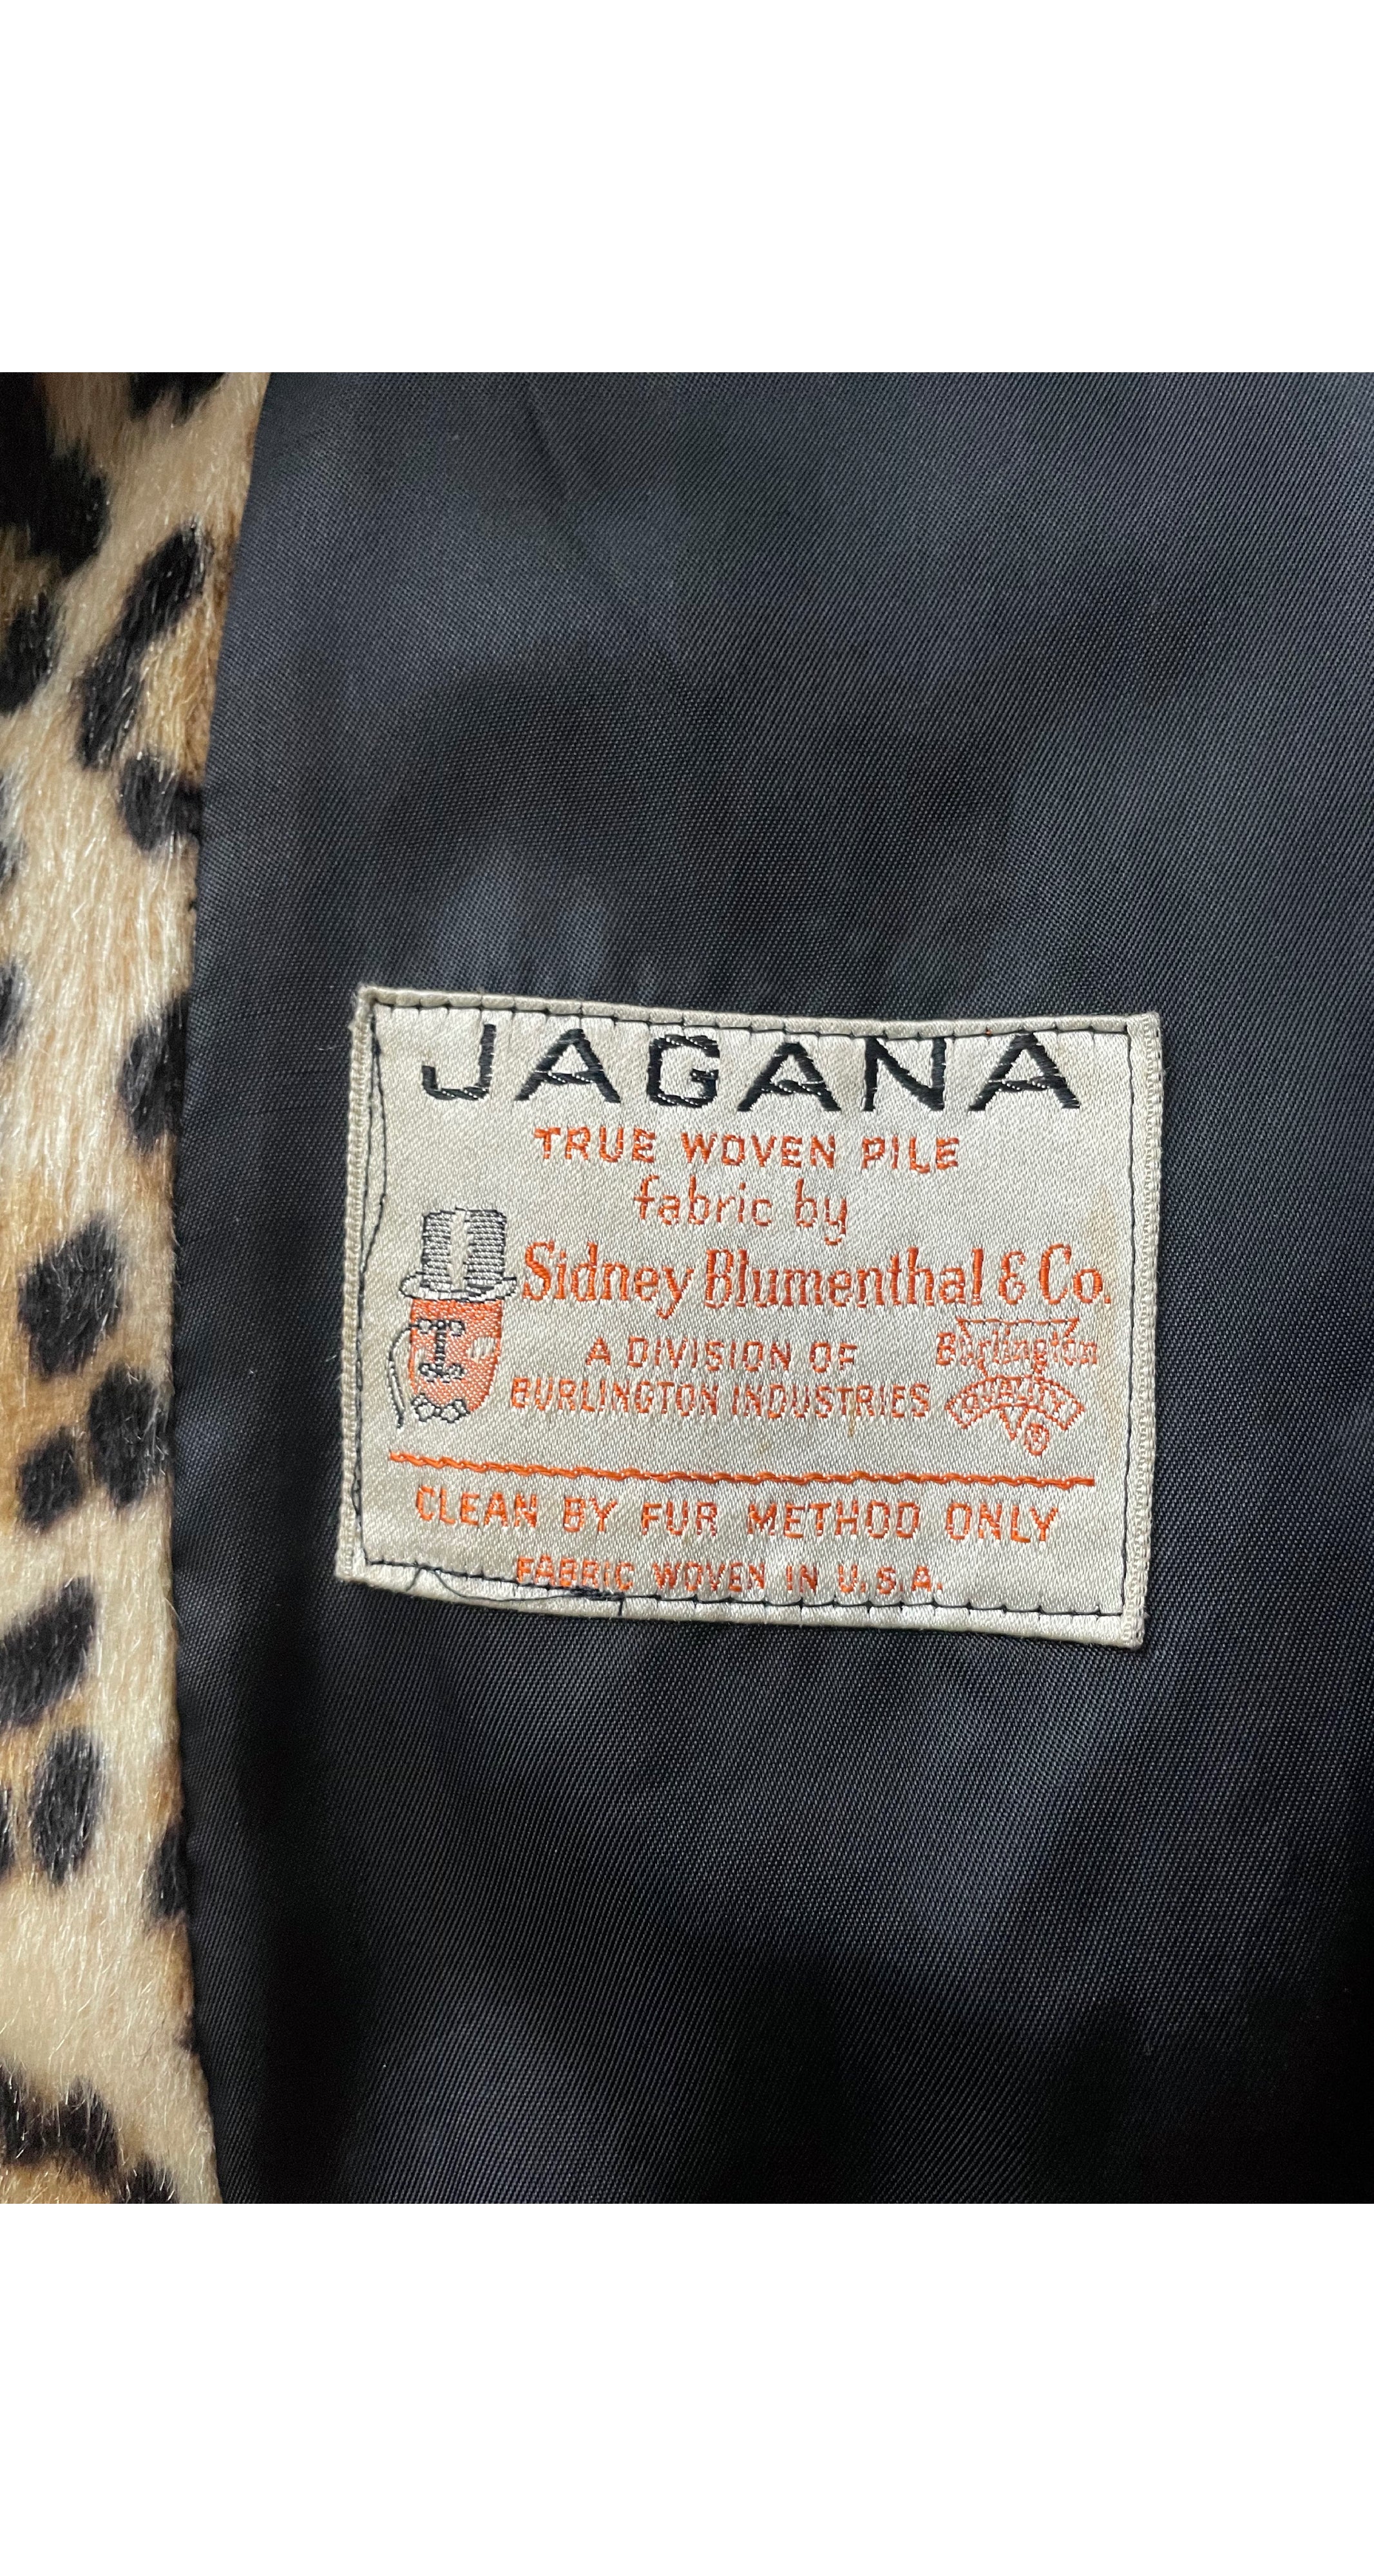 JAGANA
TRUE WOVEN PILE
fabric by
Sidney Blumenthal & Co.
A DIVISION OF
BURLINGTON INDUSTRIES
Burlington
QUALITY
®
CLEAN BY FUR METHOD ONLY
FABRIC WOVEN IN U.S.A.